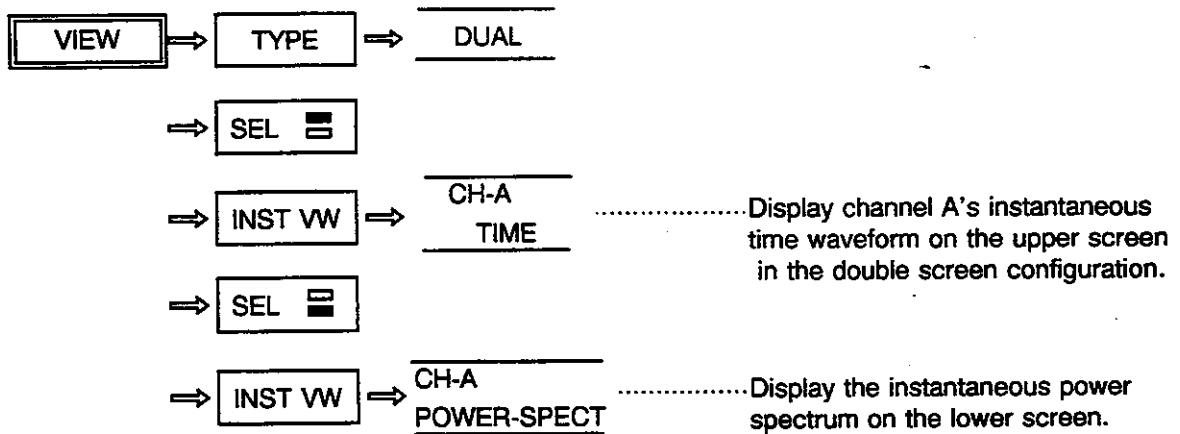 VIEW ⇒ TYPE ⇒ DUAL
⇒ SEL
⇒ INST VW ⇒ CH-A
TIME
Display channel A's instantaneous
time waveform on the upper screen
in the double screen configuration.
⇒ SEL
⇒ INST VW ⇒ CH-A
POWER-SPECT
Display the instantaneous power
spectrum on the lower screen.